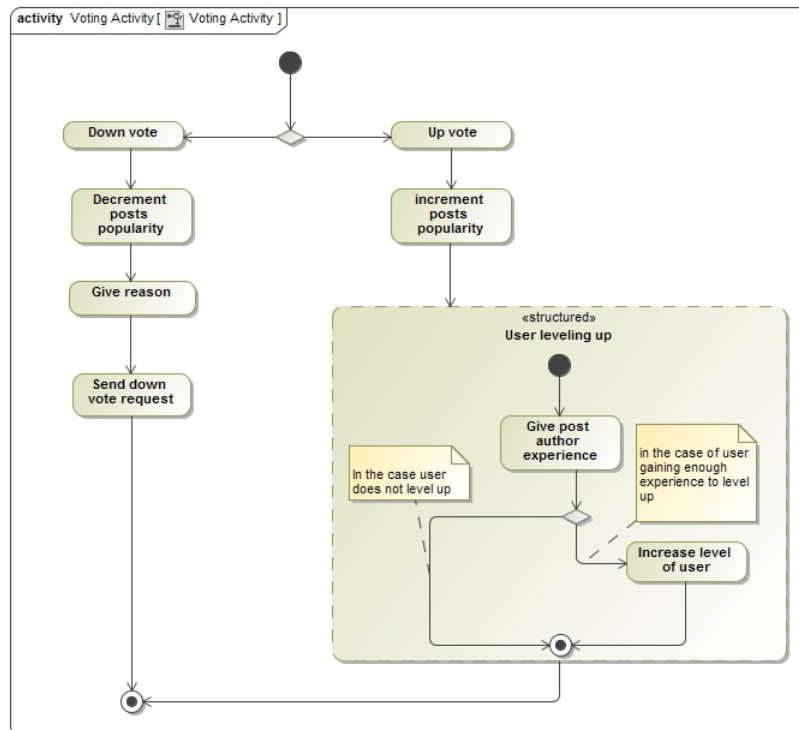 activity Voting Activity [ Voting Activity ]
Down vote
Up vote
Decrement
posts
popularity
increment
posts
popularity
Give reason
Send down
vote request
«structured»
User leveling up
Give post
author
experience
In the case user
does not level up
in the case of user
gaining enough
experience to level
up
Increase level
of user